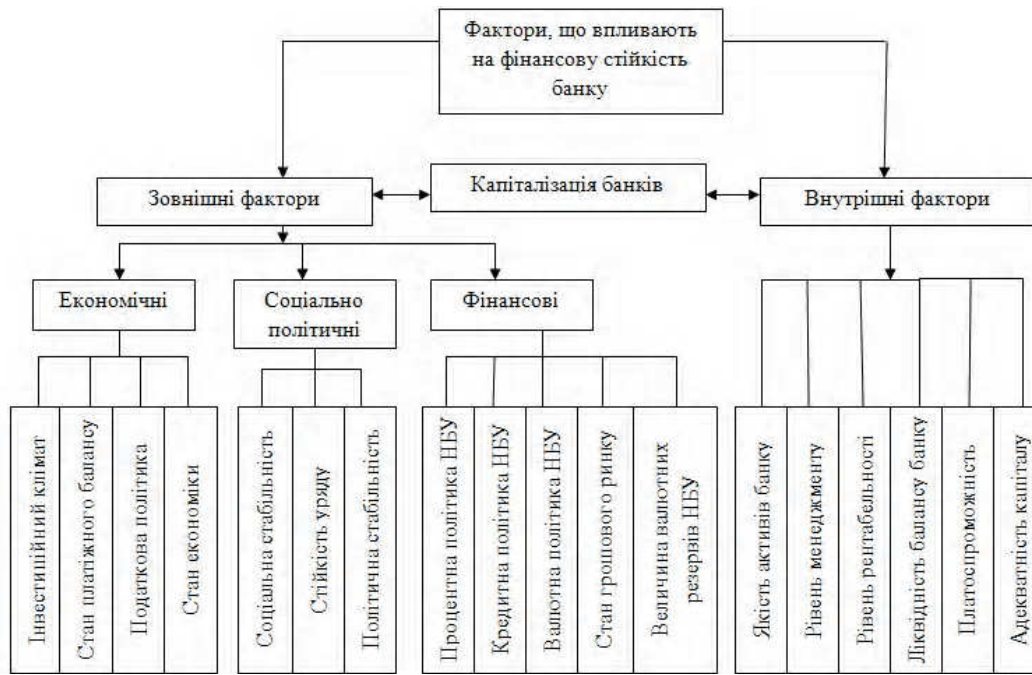 Фактори, що впливають
на фінансову стійкість
банку
Зовнішні фактори
Капіталізація банків
Внутрішні фактори
Економічні
Соціально
політичні
Фінансові
Інвестиційний клімат
Стан платіжного балансу
Податкова політика
Стан економіки
Соціальна стабільність
Стійкість уряду
Політична стабільність
Процентна політика НБУ
Кредитна політика НБУ
Валютна політика НБУ
Стан грошового ринку
Величина валютних
резервів НБУ
Якість активів банку
Рівень менеджменту
Рівень рентабельності
Ліквідність балансу банку
Платоспроможність
Адекватність капіталу